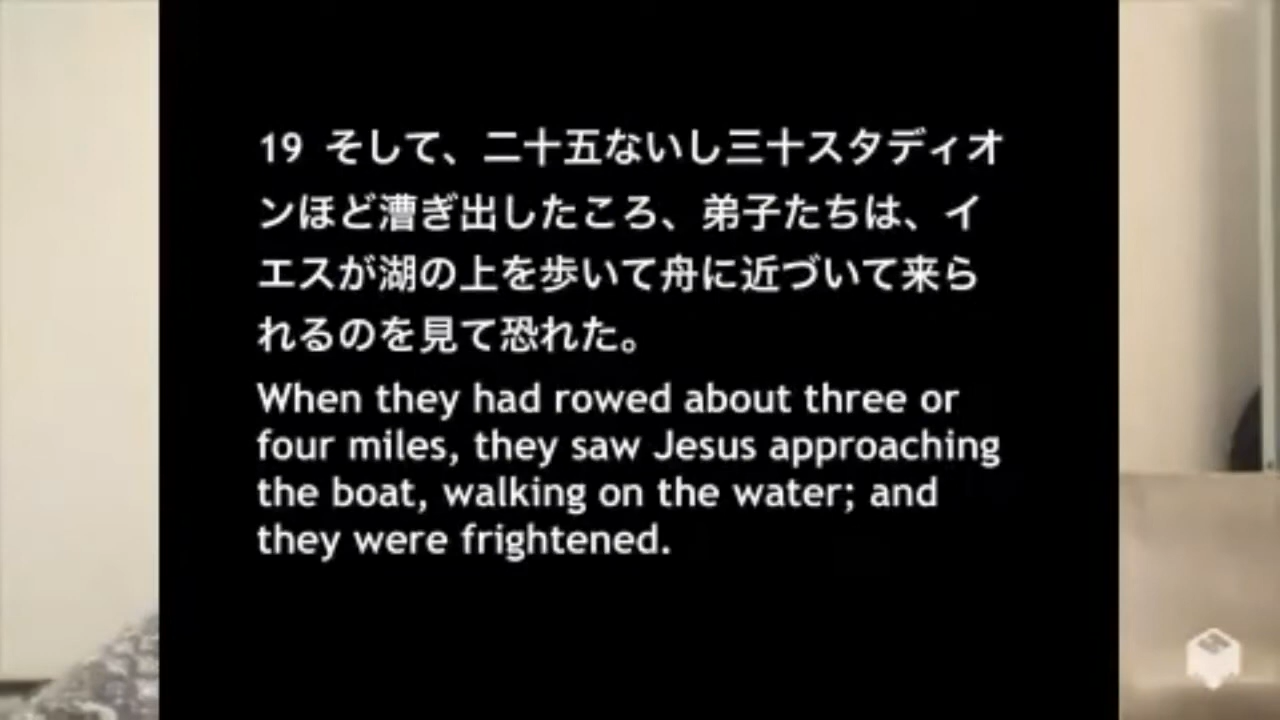 19 そして、二十五ないし三十スタディオ
ンほど漕ぎ出したころ、弟子たちは、イ
エスが湖の上を歩いて舟に近づいて来ら
れるのを見て恐れた。
When they had rowed about three or
four miles, they saw Jesus approaching
the boat, walking on the water; and
they were frightened.